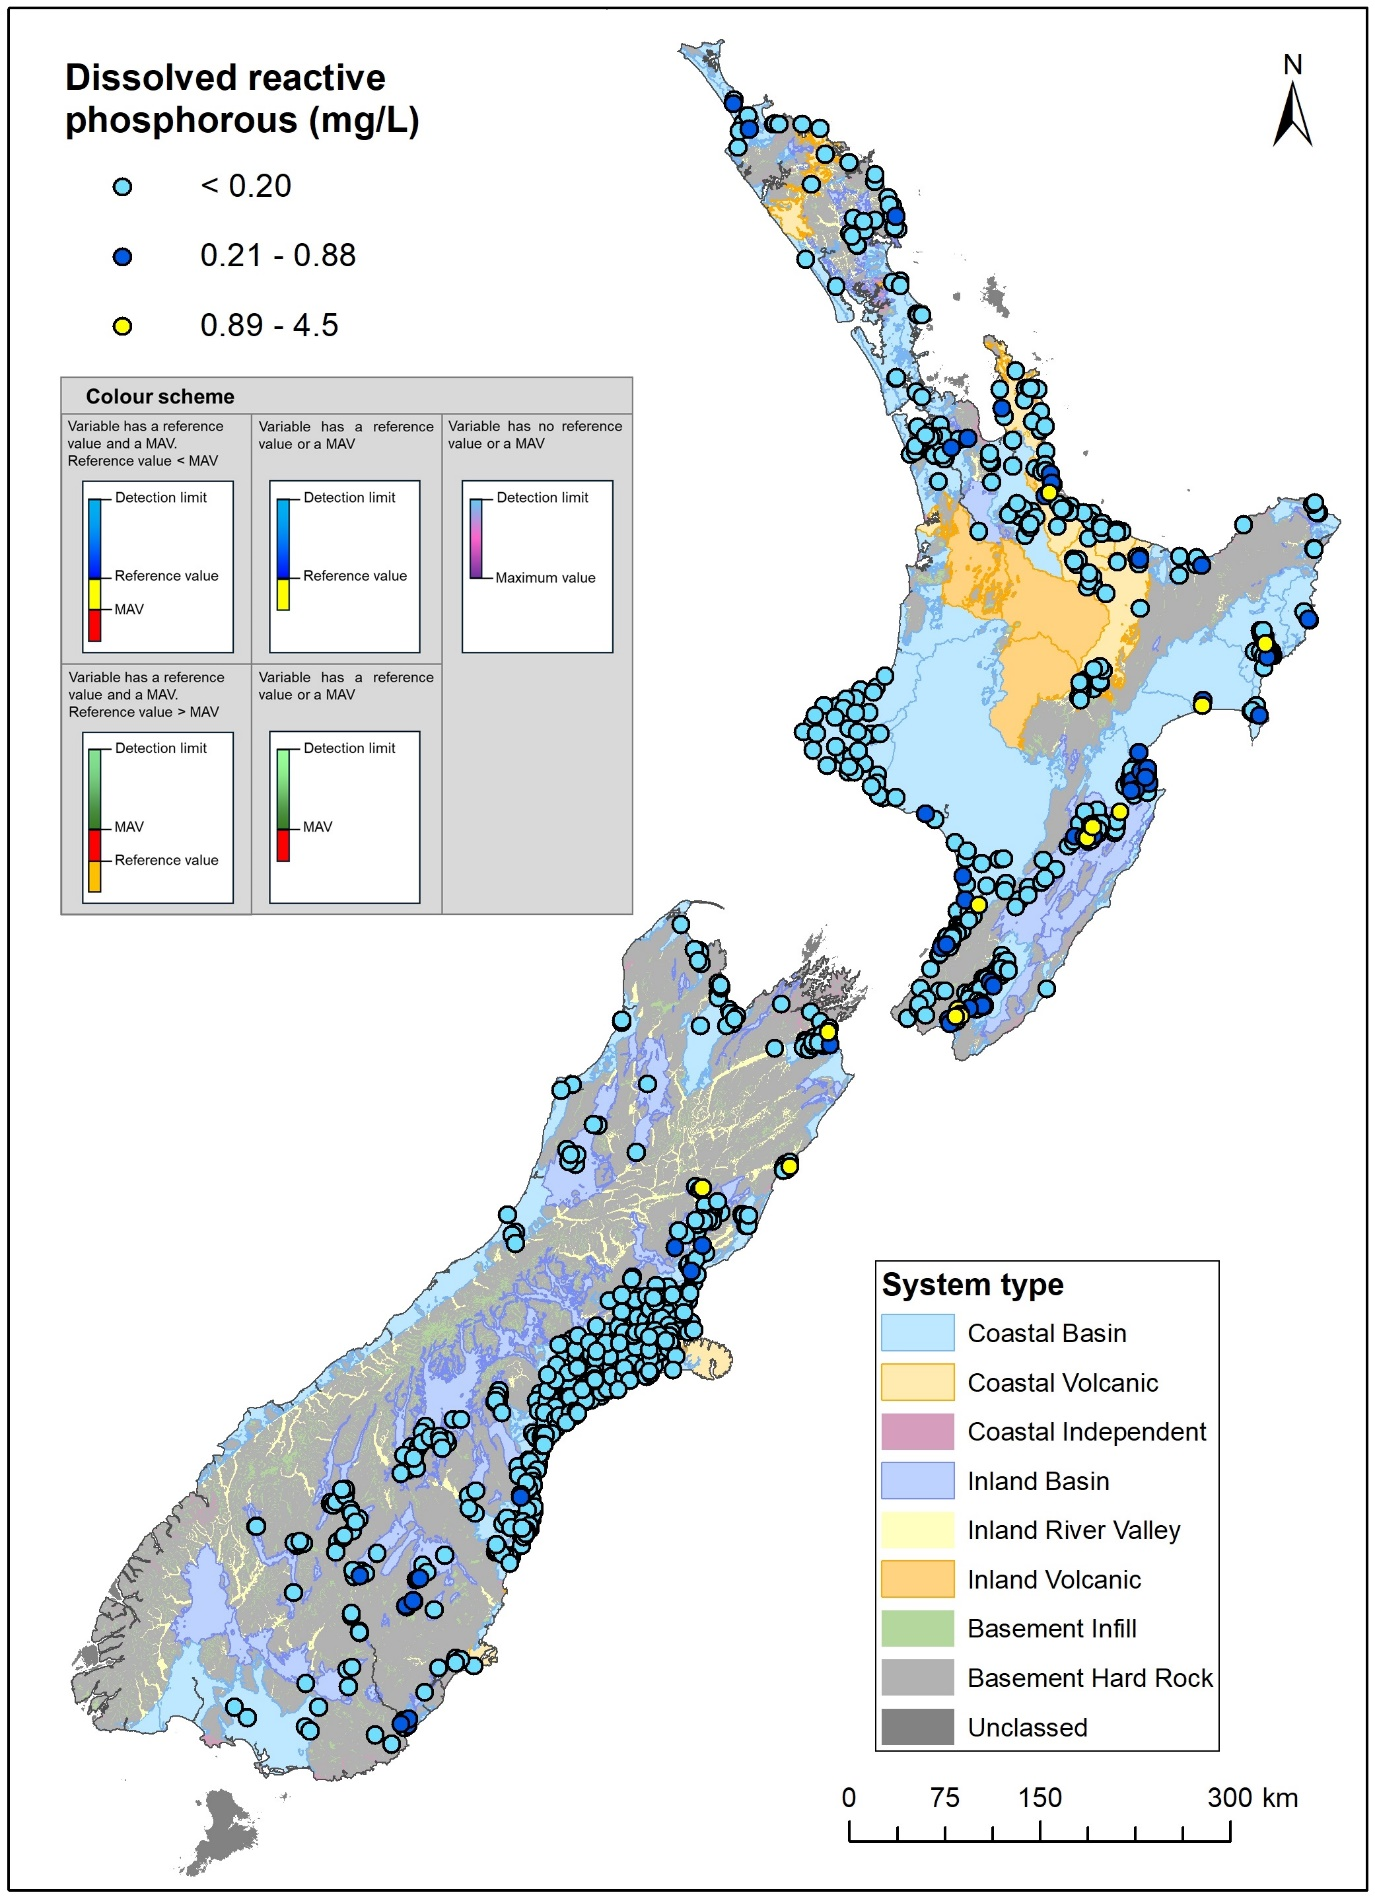 Dissolved reactive
phosphorous (mg/L)
< 0.20
0.21 - 0.88
0.89 - 4.5
N
Colour scheme
Variable has a reference
value and a MAV.
Reference value < MAV
Detection limit
Reference value
MAV
Variable has a reference
value or a MAV
Detection limit
Reference value
Variable has no reference
value or a MAV
Detection limit
Maximum value
Variable has a reference
value and a MAV.
Reference value > MAV
Detection limit
MAV
Reference value
Variable has a reference
value or a MAV
Detection limit
MAV
System type
Coastal Basin
Coastal Volcanic
Coastal Independent
Inland Basin
Inland River Valley
Inland Volcanic
Basement Infill
Basement Hard Rock
Unclassed
0 75 150 300 km